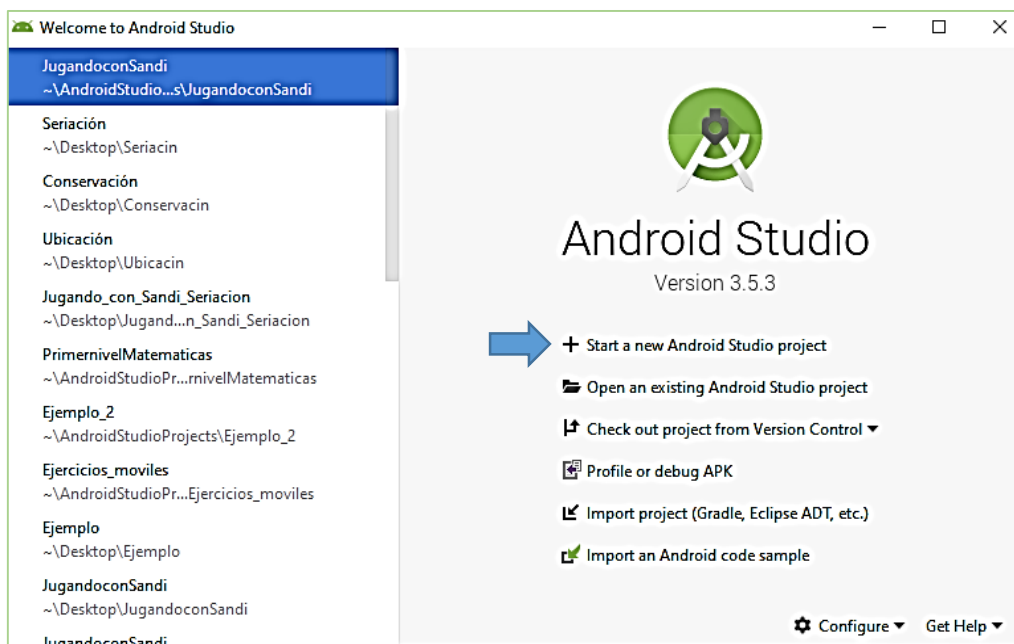 Welcome to Android Studio
JugandoconSandi
~\AndroidStudio...s\JugandoconSandi
Seriación
~\Desktop\Seriacin
Conservación
~\Desktop\Conservacin
Ubicación
~\Desktop\Ubicacin
Jugando_con_Sandi_Seriacion
~\Desktop\Jugand...n_Sandi_Seriacion
PrimernivelMatematicas
~\AndroidStudioPr...rnivelMatematicas
Ejemplo_2
~\AndroidStudioProjects\Ejemplo_2
Ejercicios_moviles
~\AndroidStudioPr...Ejercicios_moviles
Ejemplo
~\Desktop\Ejemplo
JugandoconSandi
~\Desktop\JugandoconSandi
JugandoconSandi
Android Studio
Version 3.5.3
Start a new Android Studio project
Open an existing Android Studio project
Check out project from Version Control
Profile or debug APK
Import project (Gradle, Eclipse ADT, etc.)
Import an Android code sample
Configure
Get Help